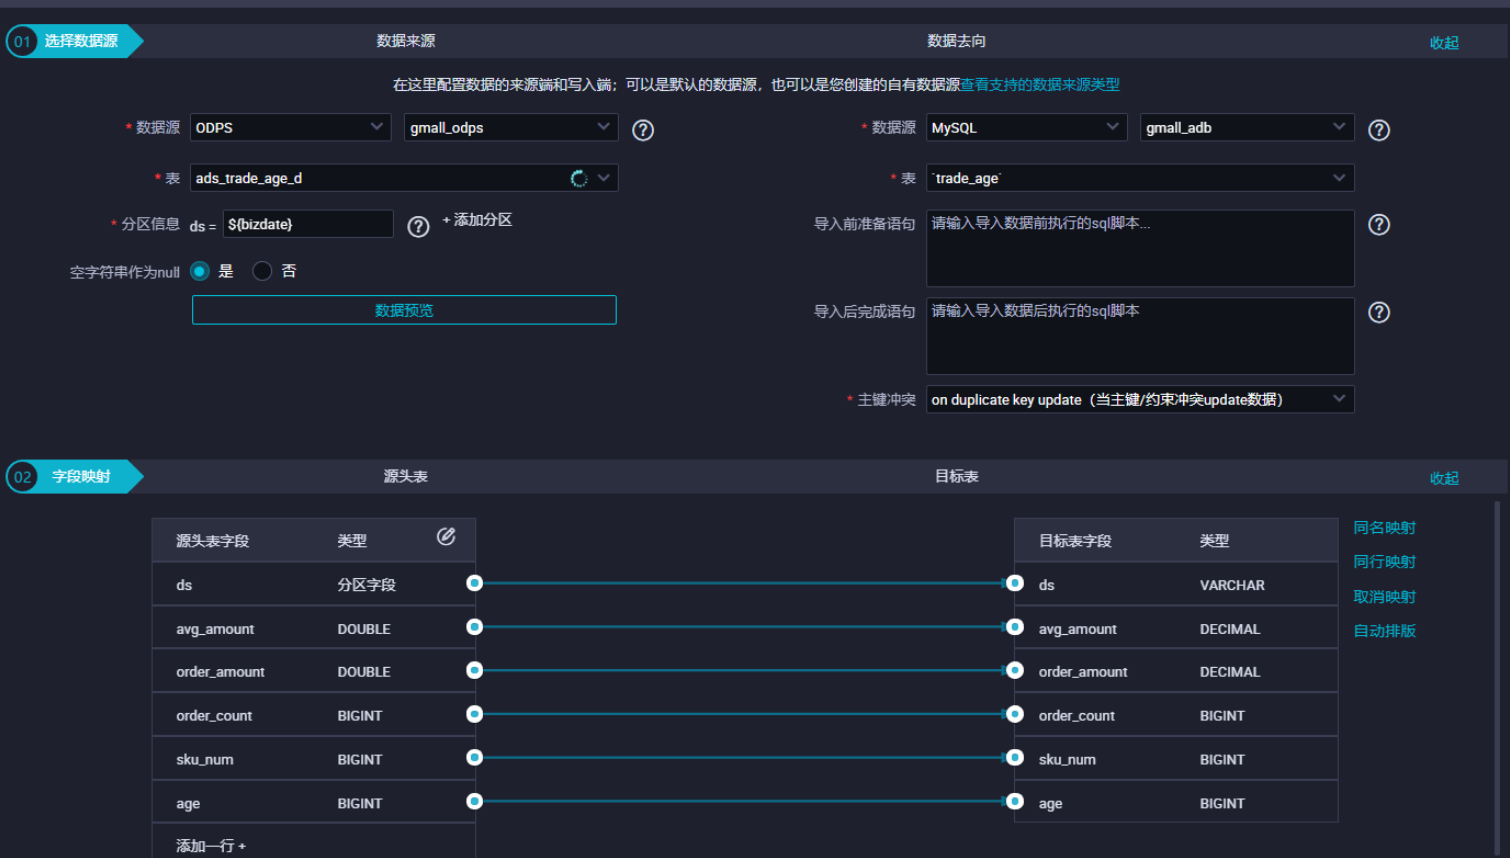 01 选择数据源 数据来源 数据去向 收起
在这里配置数据的来源端和写入端；可以是默认的数据源，也可以是您创建的自有数据源查看支持的数据来源类型
* 数据源 ODPS gmall_odps ? * 数据源 MySQL gmall_adb ?
* 表 ads_trade_age_d * 表 `trade_age`
* 分区信息 ds = ${bizdate} ? + 添加分区 导入前准备语句 请输入导入数据前执行的sql脚本... ?
空字符串作为null 是 否
数据预览 导入后完成语句 请输入导入数据后执行的sql脚本 ?
* 主键冲突 on duplicate key update（当主键/约束冲突update数据）
02 字段映射 源头表 目标表 收起
源头表字段 类型 目标表字段 类型 同名映射
ds 分区字段 ds VARCHAR 同行映射
avg_amount DOUBLE avg_amount DECIMAL 取消映射
order_amount DOUBLE order_amount DECIMAL 自动排版
order_count BIGINT order_count BIGINT
sku_num BIGINT sku_num BIGINT
age BIGINT age BIGINT
添加一行 +